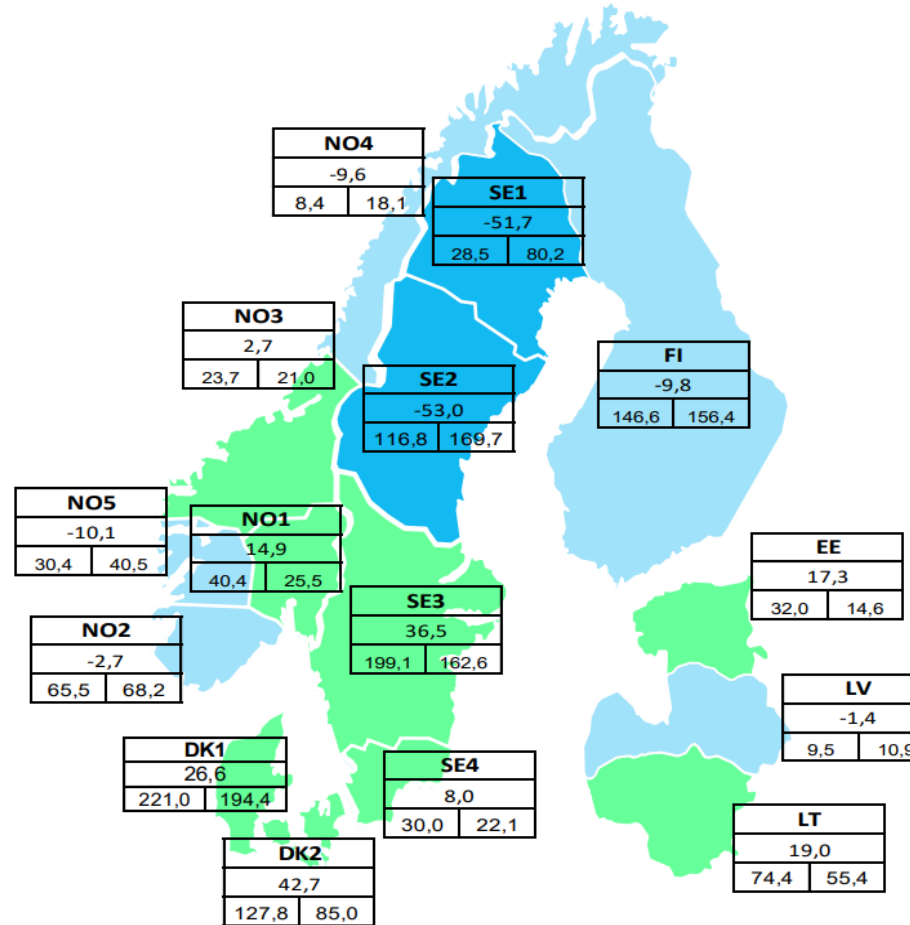 NO4
-9,6
8,4 18,1
SE1
-51,7
28,5 80,2
NO3
2,7
23,7 21,0
FI
-9,8
146,6 156,4
SE2
-53,0
116,8 169,7
NO5
-10,1
30,4 40,5
NO1
14,9
40,4 25,5
EE
17,3
32,0 14,6
SE3
36,5
199,1 162,6
NO2
-2,7
65,5 68,2
LV
-1,4
9,5 10,9
DK1
26,6
221,0 194,4
SE4
8,0
30,0 22,1
LT
19,0
74,4 55,4
DK2
42,7
127,8 85,0